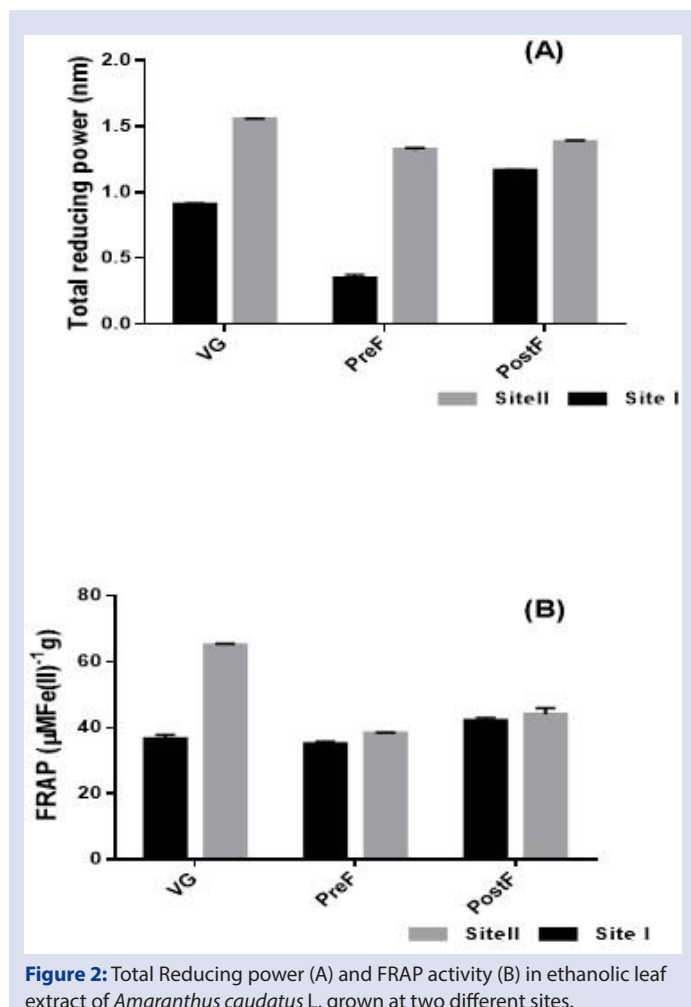 (A)
Total reducing power (nm)
2.0
1.5
1.0
0.5
0.0
VG PreF PostF
SiteII Site I
(B)
FRAP (µMFe(II)⁻¹g)
80
60
40
20
0
VG PreF PostF
SiteII Site I
Figure 2: Total Reducing power (A) and FRAP activity (B) in ethanolic leaf
extract of Amaranthus caudatus L. grown at two different sites.